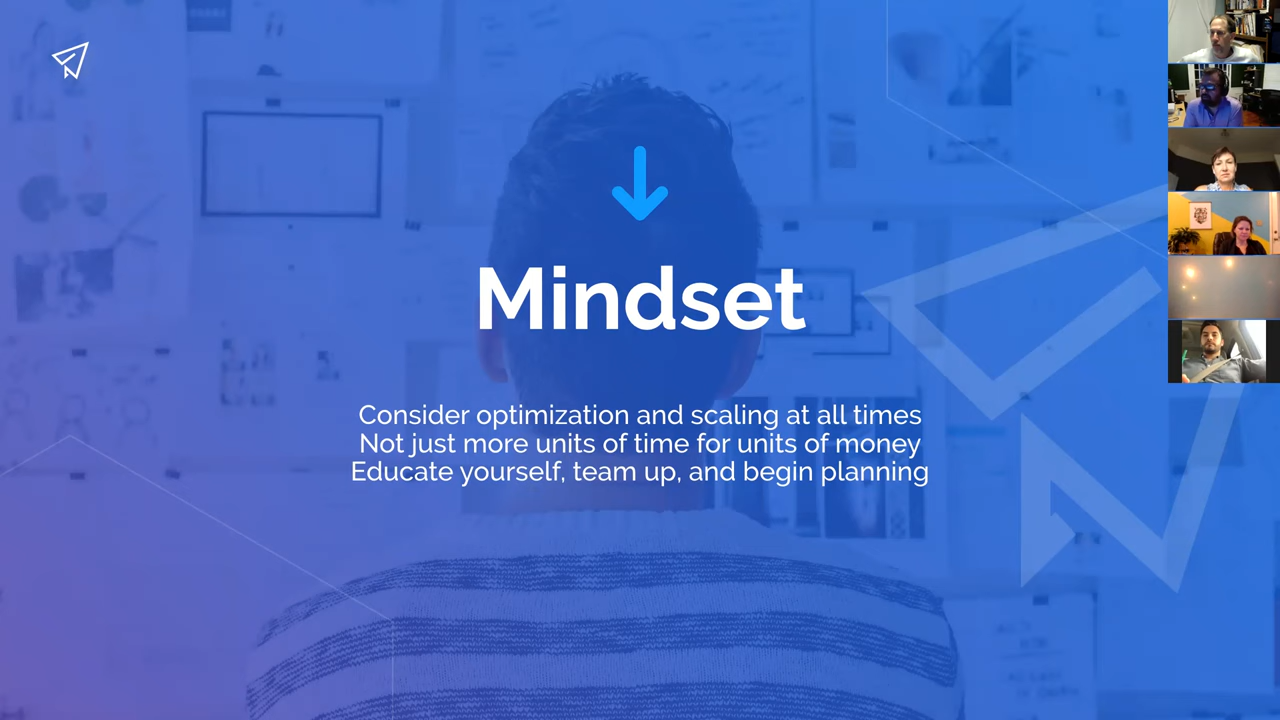 Mindset
Consider optimization and scaling at all times
Not just more units of time for units of money
Educate yourself, team up, and begin planning